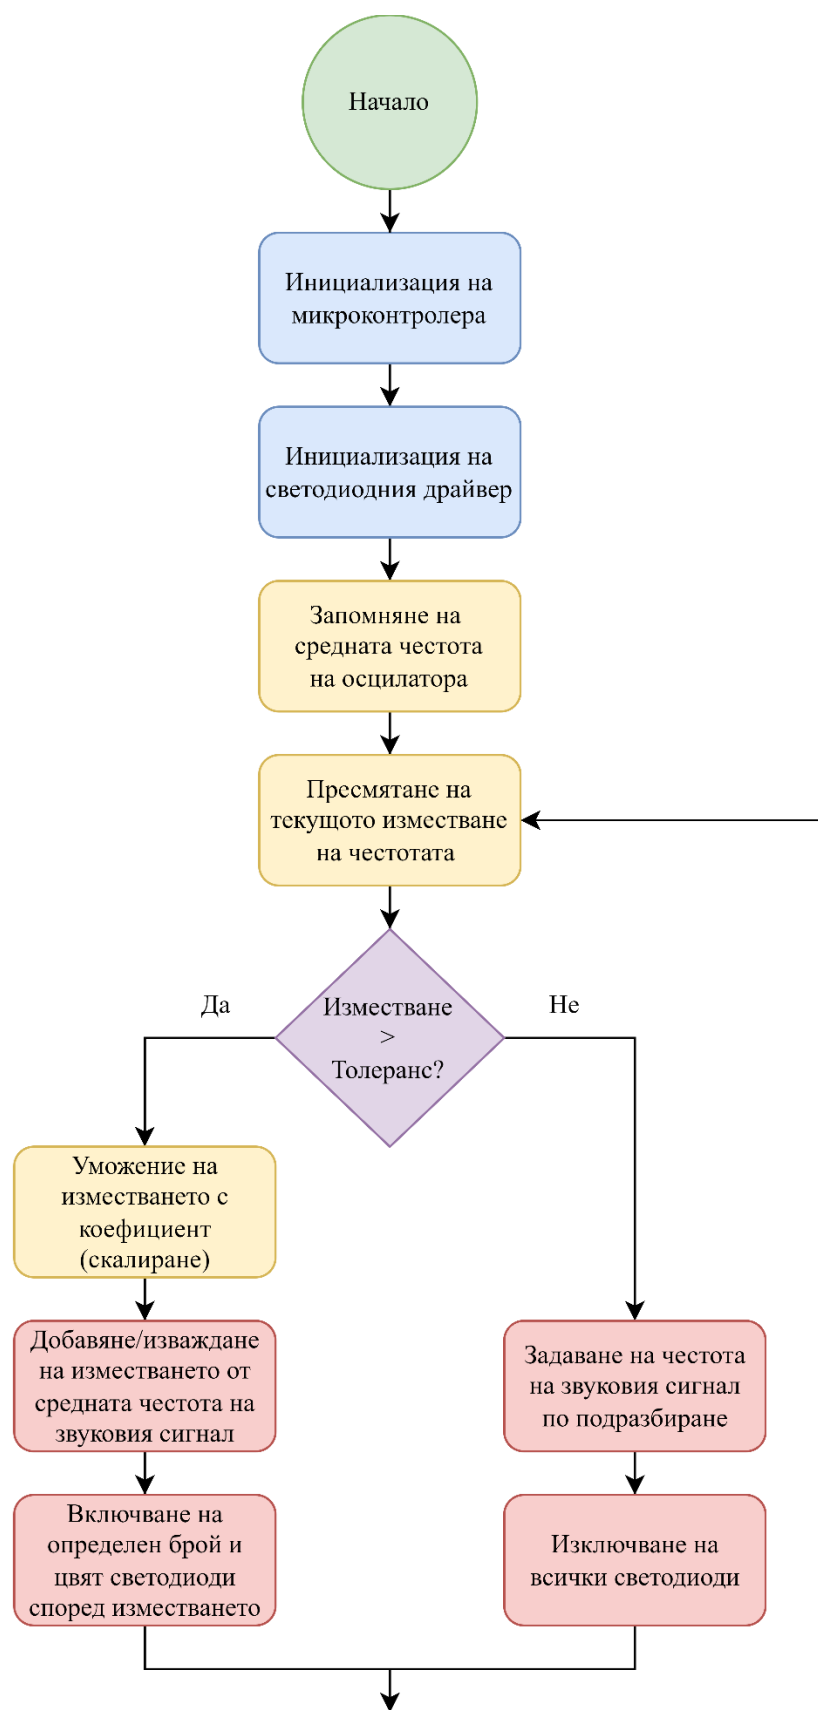 Начало
Инициализация на
микроконтролера
Инициализация на
светодиодния драйвер
Запомняне на
средната честота
на осцилатора
Пресмятане на
текущото изместване
на честотата
Да
Изместване
>
Толеранс?
Не
Уможение на
изместването с
коефициент
(скалиране)
Добавяне/изваждане
на изместването от
средната честота на
звуковия сигнал
Задаване на честота
на звуковия сигнал
по подразбиране
Включване на
определен брой и
цвят светодиоди
според изместването
Изключване на
всички светодиоди